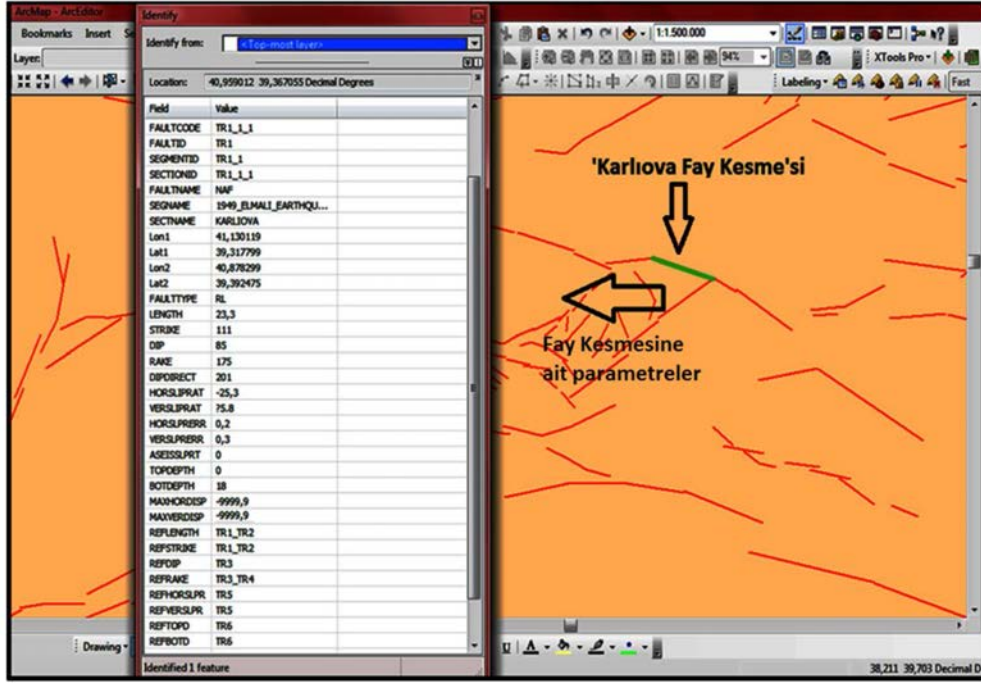 ArcMap - ArcEditor
Bookmarks Insert
Layer:
Identify
Identify from: <Top-most layer>
Location: 40,959012 39,367055 Decimal Degrees
Field Value
FAULTCODE TR1_1_1
FAULTID TR1
SEGMENTID TR1_1
SECTIONID TR1_1_1
FAULTNAME NAF
SEGNAME 1949_ELMALI_EARTHQU...
SECTNAME KARLIOVA
Lon1 41,130119
Lat1 39,317799
Lon2 40,878299
Lat2 39,392475
FAULTTYPE RL
LENGTH 23,3
STRIKE 111
DIP 85
RAKE 175
DIPDIRECT 201
HORSLIPRAT -25,3
VERSLIPRAT ?5.8
HORSLPRERR 0,2
VERSLPRERR 0,3
ASEISSLPRT 0
TOPDEPTH 0
BOTDEPTH 18
MAXHORDISP -9999,9
MAXVERDISP -9999,9
REFLENGTH TR1_TR2
REFSTRIKE TR1_TR2
REFDIP TR3
REFRAKE TR3_TR4
REFHORSLPR TR5
REFVERSLPR TR5
REFTOPD TR6
REFBOTD TR6
Identified 1 feature
1:1.500.000
94%
XTools Pro
Labeling
Fast
'Karlıova Fay Kesme'si
Fay Kesmesine
ait parametreler
Drawing
U A
38,211 39,703 Decimal D